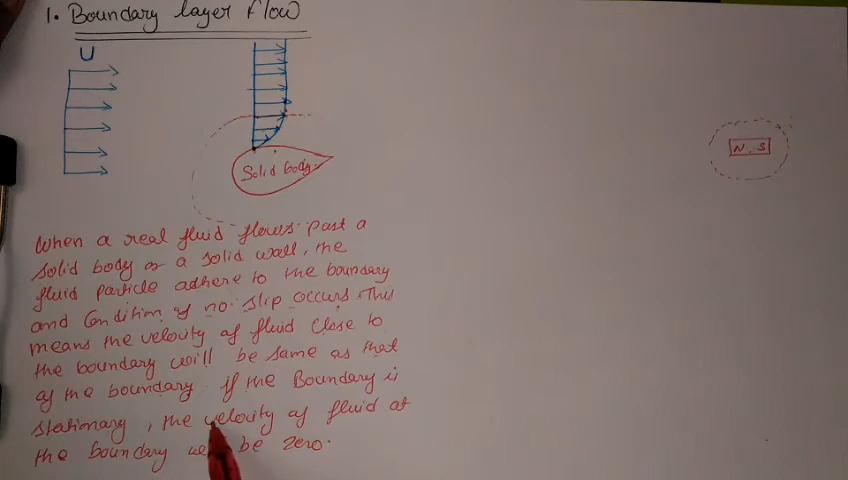 1. Boundary layer flow
U
Solid body
N S
When a real fluid flows past a
solid body or a solid wall, the
fluid particle adhere to the boundary
and Condition of no-slip occurs. This
means the velocity of fluid close to
the boundary will be same as that
of the boundary. if the Boundary is
stationary, the velocity of fluid at
the boundary be zero.